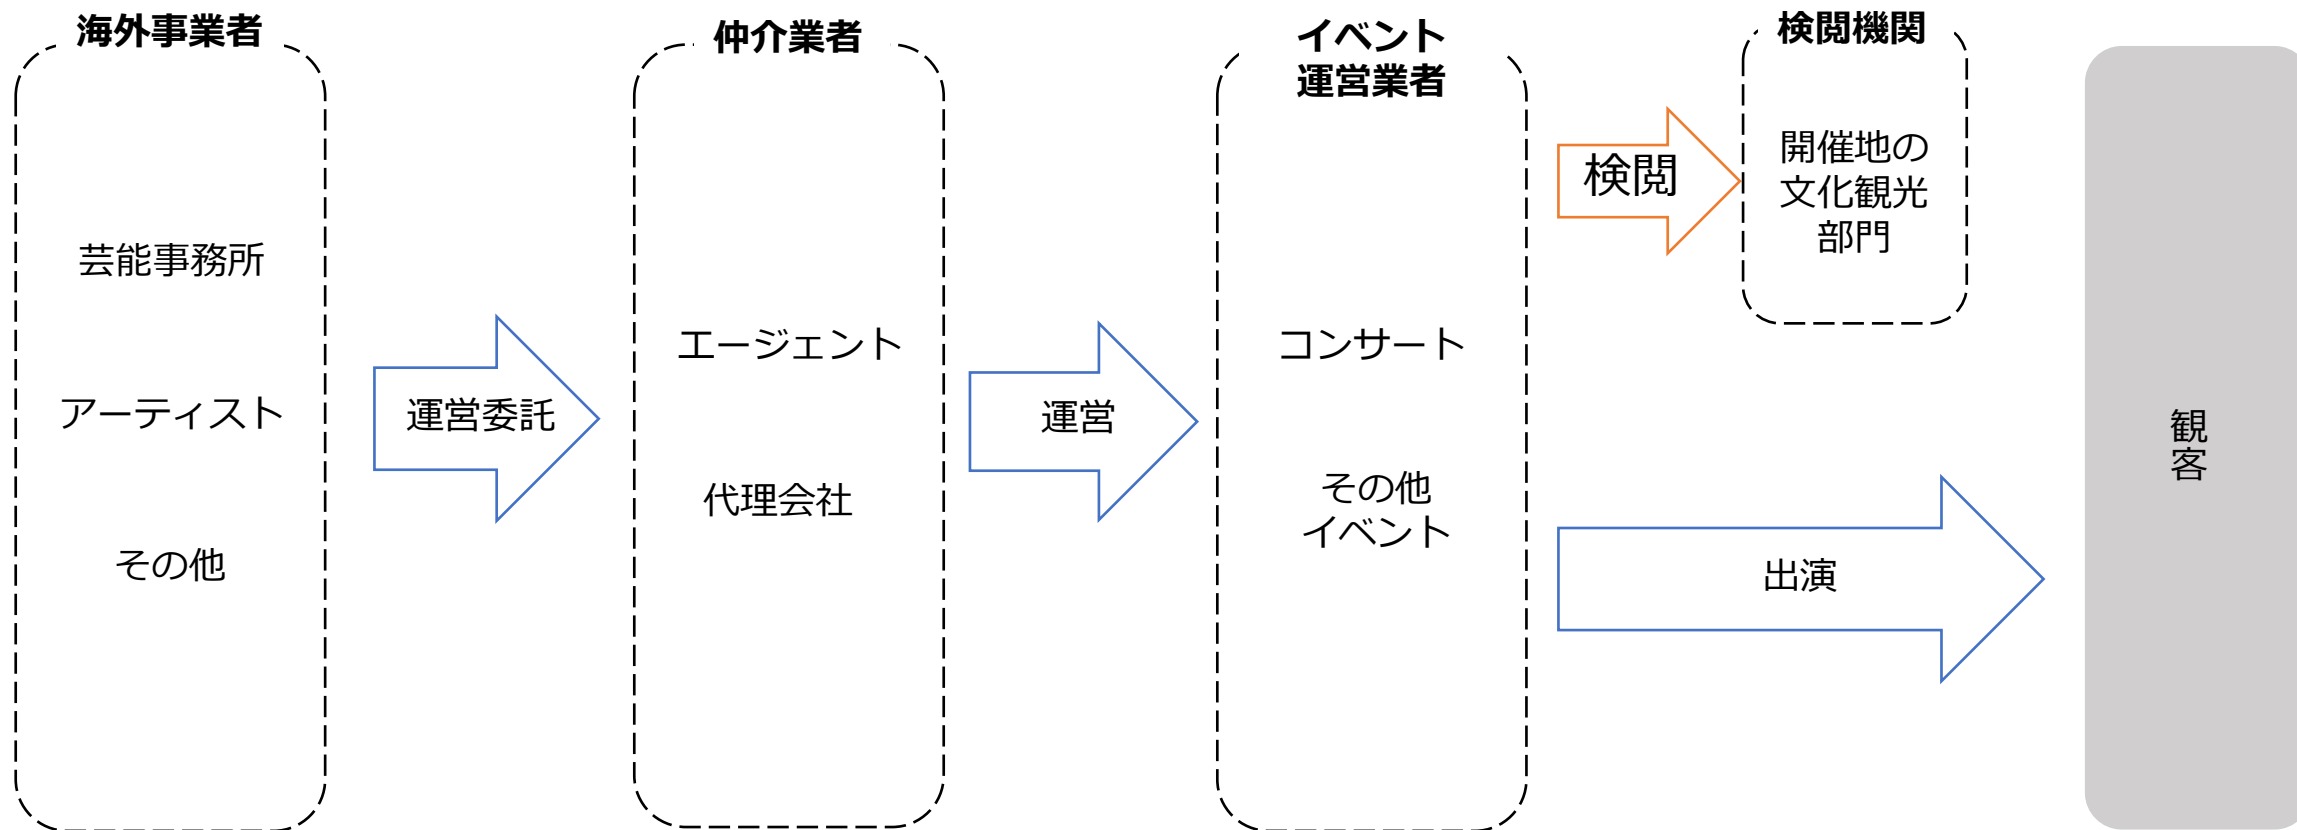 海外事業者
芸能事務所
アーティスト
その他
運営委託
仲介業者
エージェント
代理会社
運営
イベント
運営業者
コンサート
その他
イベント
検閲
検閲機関
開催地の
文化観光
部門
出演
観客